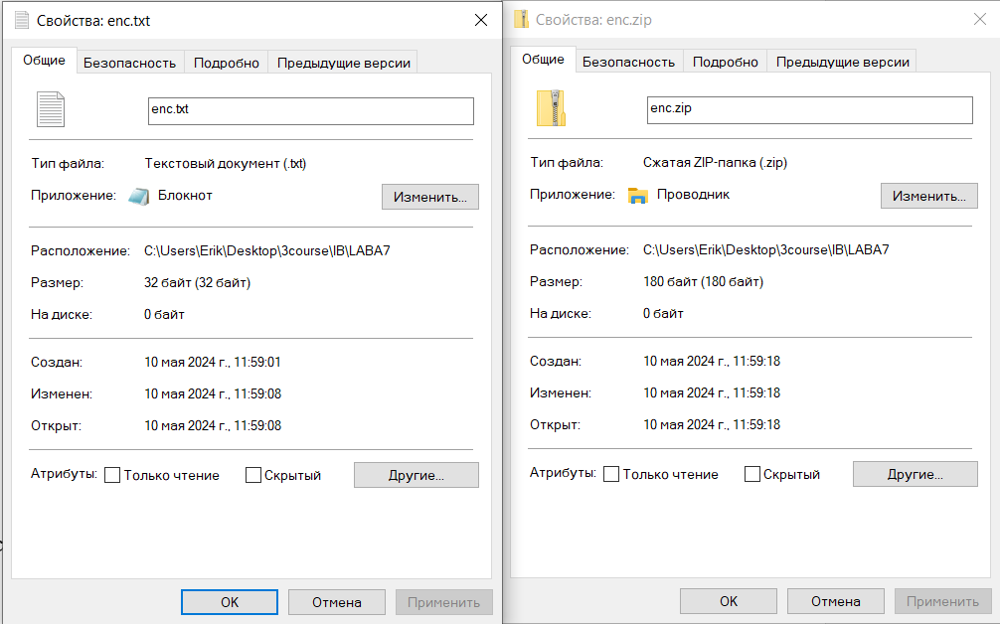 Свойства: enc.txt
Общие Безопасность Подробно Предыдущие версии
enc.txt
Тип файла: Текстовый документ (.txt)
Приложение: Блокнот Изменить...
Расположение: C:\Users\Erik\Desktop\3course\IB\LABA7
Размер: 32 байт (32 байт)
На диске: 0 байт
Создан: 10 мая 2024 г., 11:59:01
Изменен: 10 мая 2024 г., 11:59:08
Открыт: 10 мая 2024 г., 11:59:08
Атрибуты: Только чтение Скрытый Другие...
ОК Отмена Применить
Свойства: enc.zip
Общие Безопасность Подробно Предыдущие версии
enc.zip
Тип файла: Сжатая ZIP-папка (.zip)
Приложение: Проводник Изменить...
Расположение: C:\Users\Erik\Desktop\3course\IB\LABA7
Размер: 180 байт (180 байт)
На диске: 0 байт
Создан: 10 мая 2024 г., 11:59:18
Изменен: 10 мая 2024 г., 11:59:18
Открыт: 10 мая 2024 г., 11:59:18
Атрибуты: Только чтение Скрытый Другие...
ОК Отмена Применить